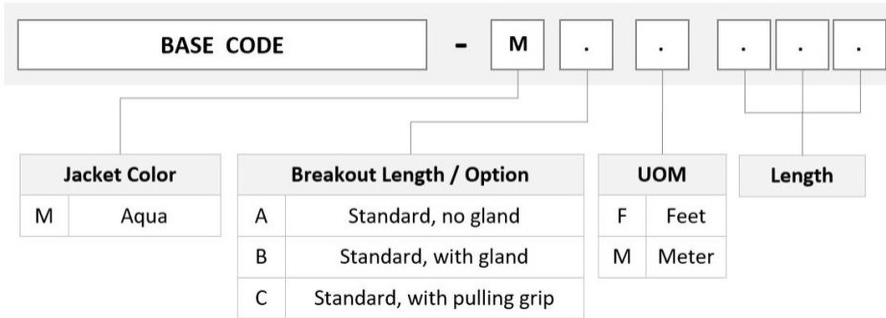 BASE CODE - M . . . . .
Jacket Color
M Aqua
Breakout Length / Option
A Standard, no gland
B Standard, with gland
C Standard, with pulling grip
UOM
F Feet
M Meter
Length